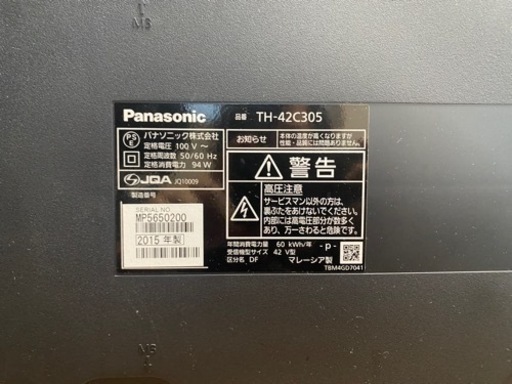 M3
Panasonic
品番 TH-42C305
PS E
パナソニック株式会社
定格電圧 100 V～
定格周波数 50/60 Hz
定格消費電力 94 W
JQA JQ10009
製造番号
SERIAL NO.
MP5650200
2015 年製
お知らせ
本体の温度が高くなりますが
性能・品質には問題ありません
警告
高圧注意
サービスマン以外の方は、
裏ぶたをあけないでください。
内部には高電圧部分が数多く
あり、万一さわると危険です。
年間消費電力量 60 kWh/年
受信機型サイズ 42 V型
区分名 DF
- p -
マレーシア製
TBM4GD7041
M3